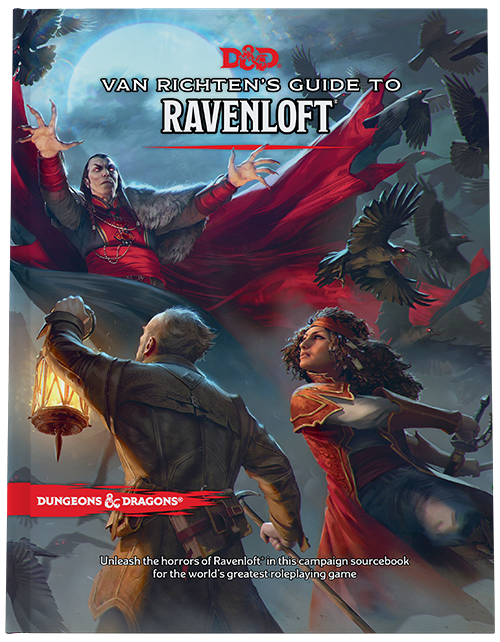 D&D
VAN RICHTEN'S GUIDE TO
RAVENLOFT®
DUNGEONS & DRAGONS®
Unleash the horrors of Ravenloft® in this campaign sourcebook
for the world's greatest roleplaying game